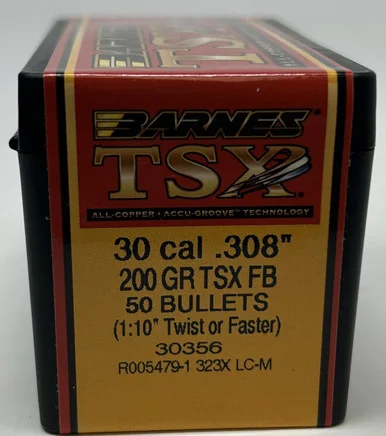 BARNES
TSX
ALL-COPPER • ACCU-GROOVE™ TECHNOLOGY
30 cal .308"
200 GR TSX FB
50 BULLETS
(1:10" Twist or Faster)
30356
R005479-1 323X LC-M